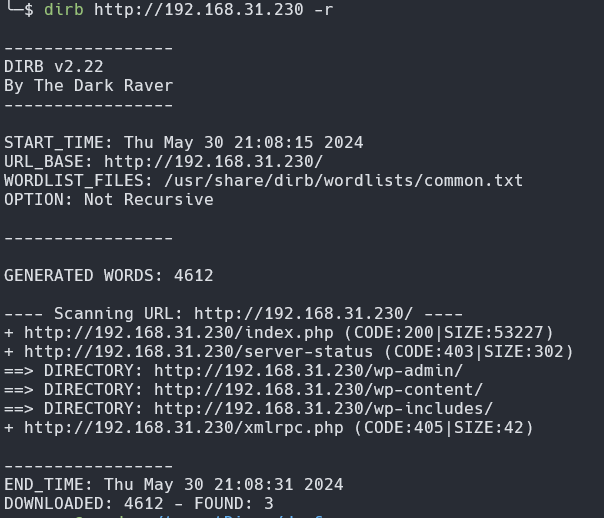 ╰─$ dirb http://192.168.31.230 -r
-----------------
DIRB v2.22
By The Dark Raver
-----------------
START_TIME: Thu May 30 21:08:15 2024
URL_BASE: http://192.168.31.230/
WORDLIST_FILES: /usr/share/dirb/wordlists/common.txt
OPTION: Not Recursive
-----------------
GENERATED WORDS: 4612
---- Scanning URL: http://192.168.31.230/ ----
+ http://192.168.31.230/index.php (CODE:200|SIZE:53227)
+ http://192.168.31.230/server-status (CODE:403|SIZE:302)
==> DIRECTORY: http://192.168.31.230/wp-admin/
==> DIRECTORY: http://192.168.31.230/wp-content/
==> DIRECTORY: http://192.168.31.230/wp-includes/
+ http://192.168.31.230/xmlrpc.php (CODE:405|SIZE:42)
-----------------
END_TIME: Thu May 30 21:08:31 2024
DOWNLOADED: 4612 - FOUND: 3